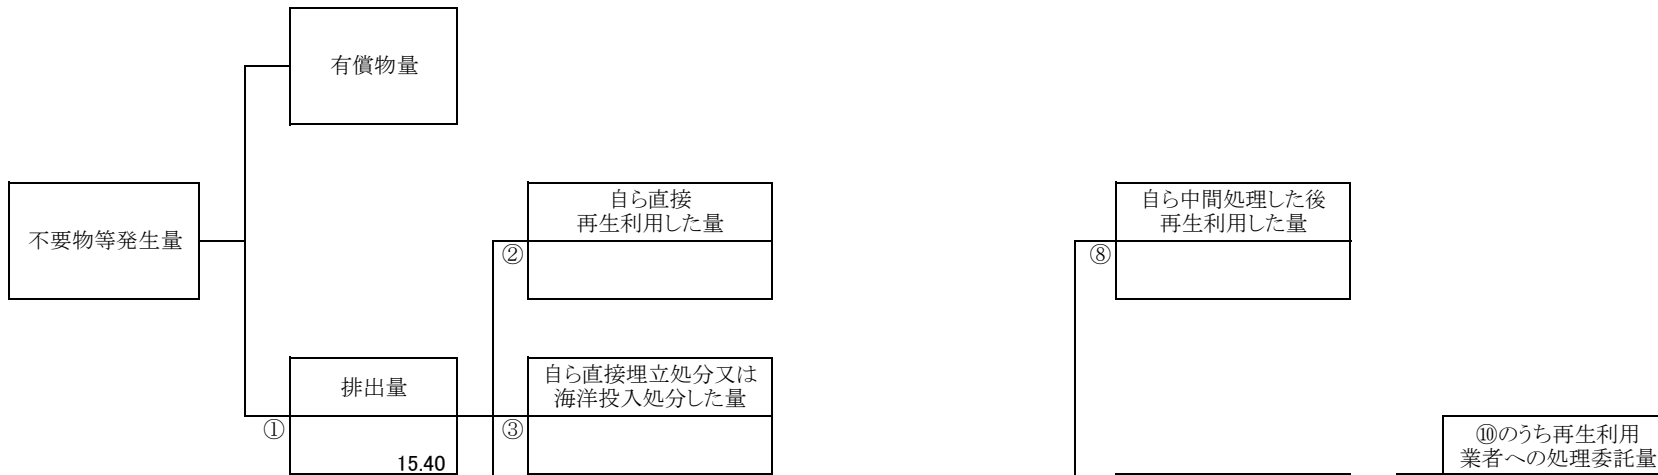 有償物量
不要物等発生量
自ら直接
再生利用した量
②
自ら中間処理した後
再生利用した量
⑧
排出量
①
15.40
自ら直接埋立処分又は
海洋投入処分した量
③
⑩のうち再生利用
業者への処理委託量